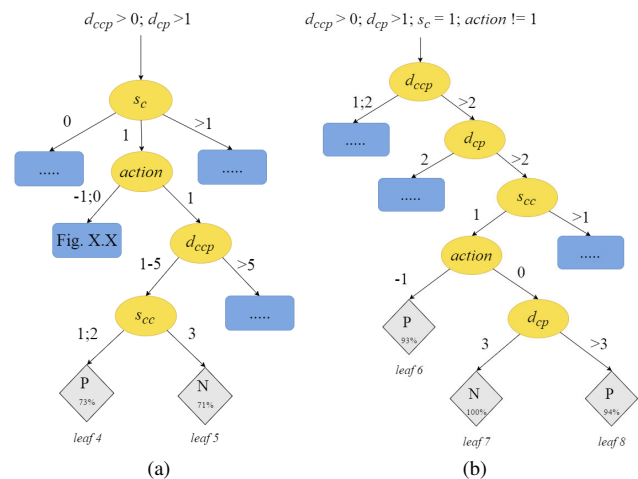 d_ccp > 0; d_cp >1
s_c
0
1
>1
.....
action
.....
-1;0
1
Fig. X.X
d_ccp
1-5
>5
s_cc
.....
1;2
3
P
73%
N
71%
leaf 4
leaf 5
(a)
d_ccp > 0; d_cp >1; s_c = 1; action != 1
d_ccp
1;2
>2
.....
d_cp
2
>2
.....
s_cc
1
>1
action
.....
-1
0
P
93%
d_cp
leaf 6
3
>3
N
100%
P
94%
leaf 7
leaf 8
(b)